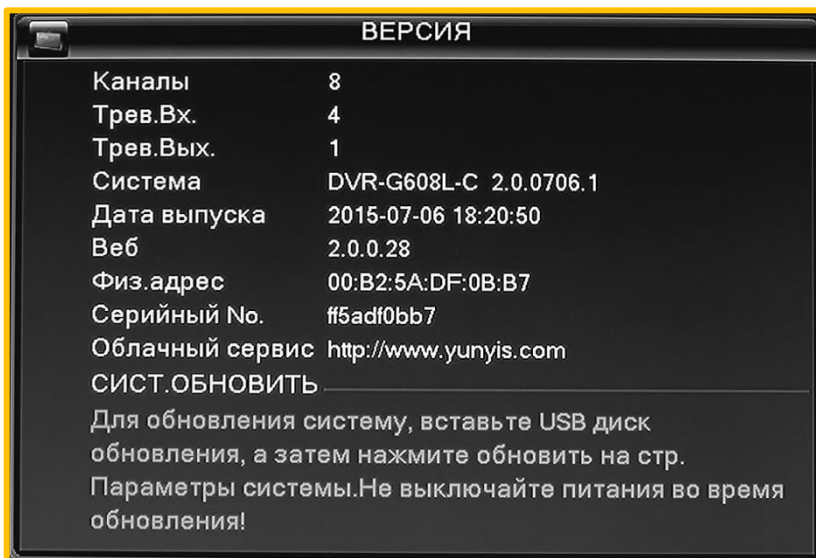 ВЕРСИЯ
Каналы 8
Трев.Вх. 4
Трев.Вых. 1
Система DVR-G608L-C 2.0.0706.1
Дата выпуска 2015-07-06 18:20:50
Веб 2.0.0.28
Физ.адрес 00:B2:5A:DF:0B:B7
Серийный No. ff5adf0bb7
Облачный сервис http://www.yunyis.com
СИСТ.ОБНОВИТЬ
Для обновления систему, вставьте USB диск
обновления, а затем нажмите обновить на стр.
Параметры системы.Не выключайте питания во время
обновления!